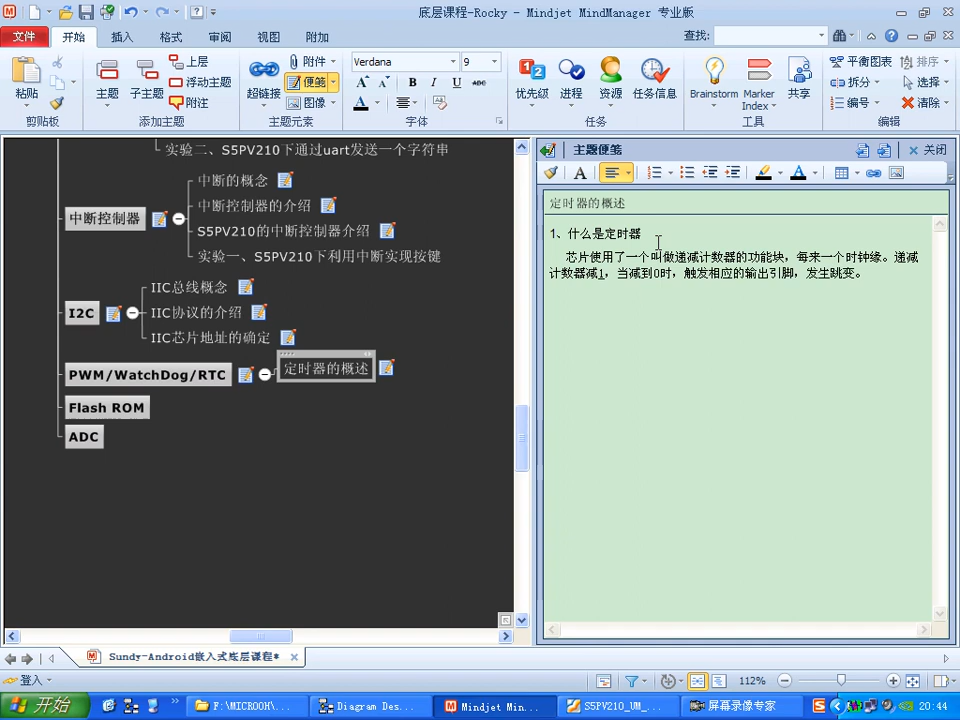 底层课程-Rocky - Mindjet MindManager 专业版
文件 开始 插入 格式 审阅 视图 附加 查找:
粘贴 剪贴板
主题 子主题 上层 浮动主题 附注 添加主题
超链接 附件 便笺 图像 主题元素
Verdana 9 B I U ABC A 字体
优先级 进程 资源 任务信息 任务
Brainstorm Marker Index 共享 工具
平衡图表 排序 拆分 选择 编号 清除 编辑
实验二、S5PV210下通过uart发送一个字符串
中断控制器
中断的概念
中断控制器的介绍
S5PV210的中断控制器介绍
实验一、S5PV210下利用中断实现按键
I2C
IIC总线概念
IIC协议的介绍
IIC芯片地址的确定
PWM/WatchDog/RTC
定时器的概述
Flash ROM
ADC
主题便笺 关闭
定时器的概述
1、什么是定时器
芯片使用了一个叫做递减计数器的功能块，每来一个时钟缘。递减
计数器减1，当减到0时，触发相应的输出引脚，发生跳变。
Sundy-Android嵌入式底层课程*
登入 112%
开始 F:\MICROOH\... Diagram Des... Mindjet Min... S5PV210_UM_... 屏幕录像专家 20:44